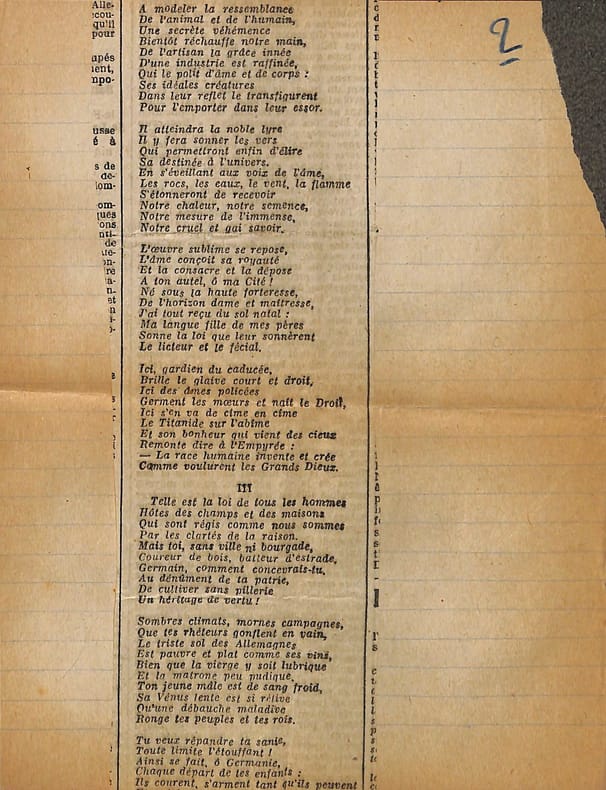 2
A modeler la ressemblance
De l'animal et de l'humain,
Une secrète véhémence
Bientôt réchauffe notre main,
De l'artisan la grâce innée
D'une industrie est raffinée,
Qui le polit d'âme et de corps :
Ses idéales créatures
Dans leur reflet le transfigurent
Pour l'emporter dans leur essor.
Il atteindra la noble lyre
Il y fera sonner les vers
Qui permettront enfin d'élire
Sa destinée à l'univers.
En s'éveillant aux voix de l'âme,
Les rocs, les eaux, le vent, la flamme
S'étonneront de recevoir
Notre chaleur, notre semence,
Notre mesure de l'immense,
Notre cruel et gai savoir.
L'œuvre sublime se repose,
L'âme conçoit sa royauté
Et la consacre et la dépose
A ton autel, ô ma Cité !
Né sous la haute forteresse,
De l'horizon dame et maîtresse,
J'ai tout reçu du sol natal :
Ma langue fille de mes pères
Sonne la loi que leur sonnèrent
Le licteur et le fécial.
Ici, gardien du caducée,
Brille le glaive court et droit,
Ici des âmes policées
Germent les mœurs et naît le Droit,
Ici s'en va de cime en cime
Le Titanide sur l'abîme
Et son bonheur qui vient des cieux
Remonte dire à l'Empyrée :
— La race humaine invente et crée
Comme voulurent les Grands Dieux.
III
Telle est la loi de tous les hommes
Hôtes des champs et des maisons
Qui sont régis comme nous sommes
Par les clartés de la raison.
Mais toi, sans ville ni bourgade,
Coureur de bois, batteur d'estrade,
Germain, comment concevrais-tu,
Au dénûment de ta patrie,
De cultiver sans pillerie
Un héritage de vertu !
Sombres climats, mornes campagnes,
Que tes rhéteurs gonflent en vain,
Le triste sol des Allemagnes
Est pauvre et plat comme ses vins,
Bien que la vierge y soit lubrique
Et la matrone peu pudique,
Ton jeune mâle est de sang froid,
Sa Vénus lente est si rétive
Qu'une débauche maladive
Ronge tes peuples et tes rois.
Tu veux répandre ta sanie,
Toute limite l'étouffant !
Ainsi se fait, ô Germanie,
Chaque départ de tes enfants :
Ils courent, s'arment tant qu'ils peuvent